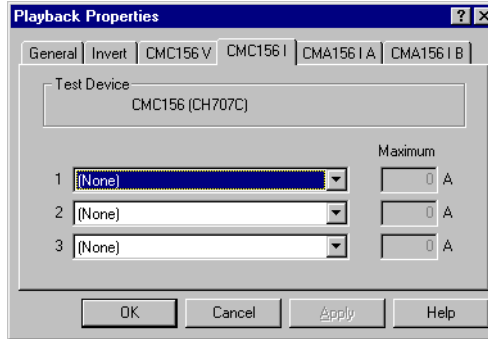 Playback Properties
General Invert CMC156 V CMC156 I CMA156 I A CMA156 I B
Test Device
CMC156 (CH707C)
Maximum
1 (None) 0 A
2 (None) 0 A
3 (None) 0 A
OK Cancel Apply Help